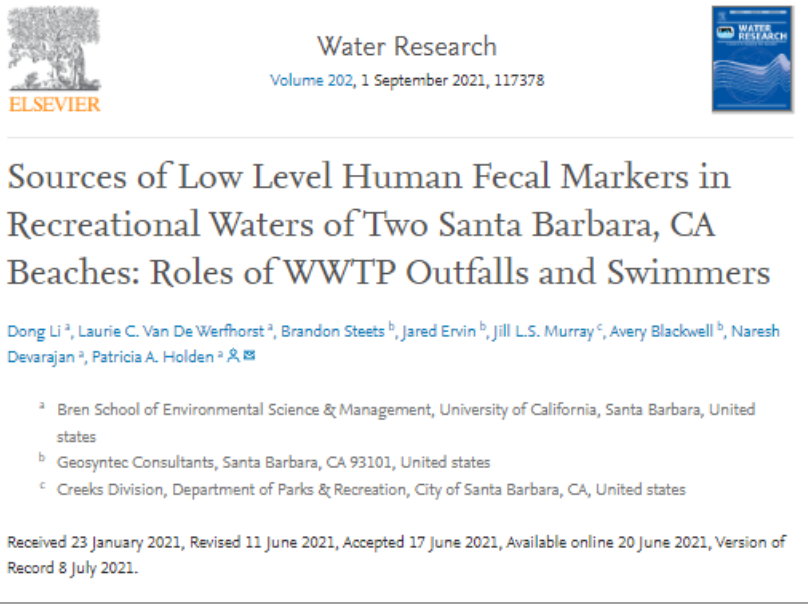 ELSEVIER
Water Research
Volume 202, 1 September 2021, 117378
WATER
RESEARCH
Sources of Low Level Human Fecal Markers in
Recreational Waters of Two Santa Barbara, CA
Beaches: Roles of WWTP Outfalls and Swimmers
Dong Li a, Laurie C. Van De Werfhorst a, Brandon Steets b, Jared Ervin b, Jill L.S. Murray c, Avery Blackwell b, Naresh
Devarajan a, Patricia A. Holden a
a Bren School of Environmental Science & Management, University of California, Santa Barbara, United
states
b Geosyntec Consultants, Santa Barbara, CA 93101, United states
c Creeks Division, Department of Parks & Recreation, City of Santa Barbara, CA, United states
Received 23 January 2021, Revised 11 June 2021, Accepted 17 June 2021, Available online 20 June 2021, Version of
Record 8 July 2021.